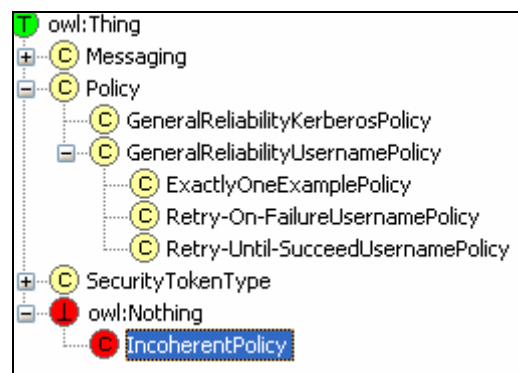 T owl:Thing
C Messaging
C Policy
C GeneralReliabilityKerberosPolicy
C GeneralReliabilityUsernamePolicy
C ExactlyOneExamplePolicy
C Retry-On-FailureUsernamePolicy
C Retry-Until-SucceedUsernamePolicy
C SecurityTokenType
⊥ owl:Nothing
C IncoherentPolicy